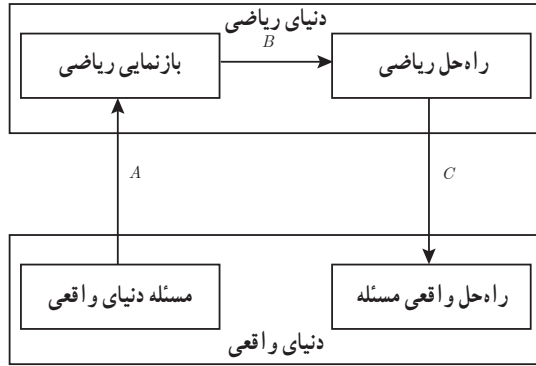 دنیای ریاضی
راه‌حل ریاضی
B
بازنمایی ریاضی
C
A
راه‌حل واقعی مسئله
مسئله دنیای واقعی
دنیای واقعی